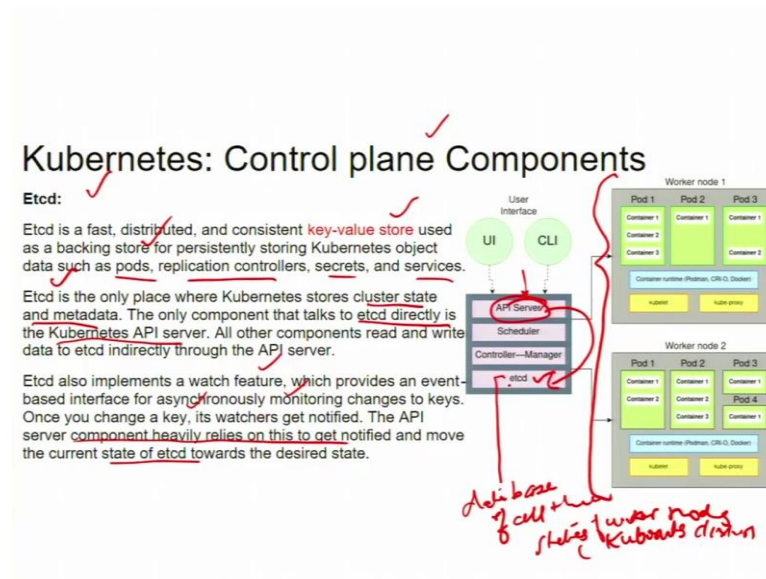 Kubernetes: Control plane Components
Etcd:
Etcd is a fast, distributed, and consistent key-value store used
as a backing store for persistently storing Kubernetes object
data such as pods, replication controllers, secrets, and services.
Etcd is the only place where Kubernetes stores cluster state
and metadata. The only component that talks to etcd directly is
the Kubernetes API server. All other components read and write
data to etcd indirectly through the API server.
Etcd also implements a watch feature, which provides an event-
based interface for asynchronously monitoring changes to keys.
Once you change a key, its watchers get notified. The API
server component heavily relies on this to get notified and move
the current state of etcd towards the desired state.
User
Interface
UI
CLI
API Server
Scheduler
Controller—Manager
etcd
Worker node 1
Pod 1
Pod 2
Pod 3
Container 1
Container 1
Container 1
Container 2
Container 3
Container 2
Container runtime (Podman, CRI-O, Docker)
kubelet
kube-proxy
Worker node 2
Pod 1
Pod 2
Pod 3
Container 1
Container 1
Container 1
Pod 4
Container 2
Container 2
Container 3
Container 1
Container runtime (Podman, CRI-O, Docker)
kubelet
kube-proxy
database
of all
states